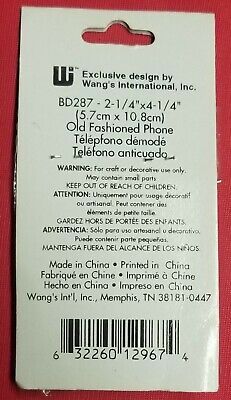 Wi™ Exclusive design by
Wang's International, Inc.
BD287 - 2-1/4"x4-1/4"
(5.7cm x 10.8cm)
Old Fashioned Phone
Téléphono démodé
Teléfono anticuado
WARNING: For craft or decorative use only.
May contain small parts
KEEP OUT OF REACH OF CHILDREN.
ATTENTION: Uniquement pour usage décoratif
ou artisanal. Peut contenir des
éléments de petite taille.
GARDEZ HORS DE PORTÉE DES ENFANTS.
ADVERTENCIA: Sólo para uso artesanal u decorativo.
Puede contener parte pequeñas.
MANTENGA FUERA DEL ALCANCE DE LOS NIÑOS.
Made in China • Printed in China
Fabriqué en Chine • Imprimé à Chine
Hecho en China • Impreso en China
Wang's Int'l, Inc., Memphis, TN 38181-0447
6 32260 12967 4